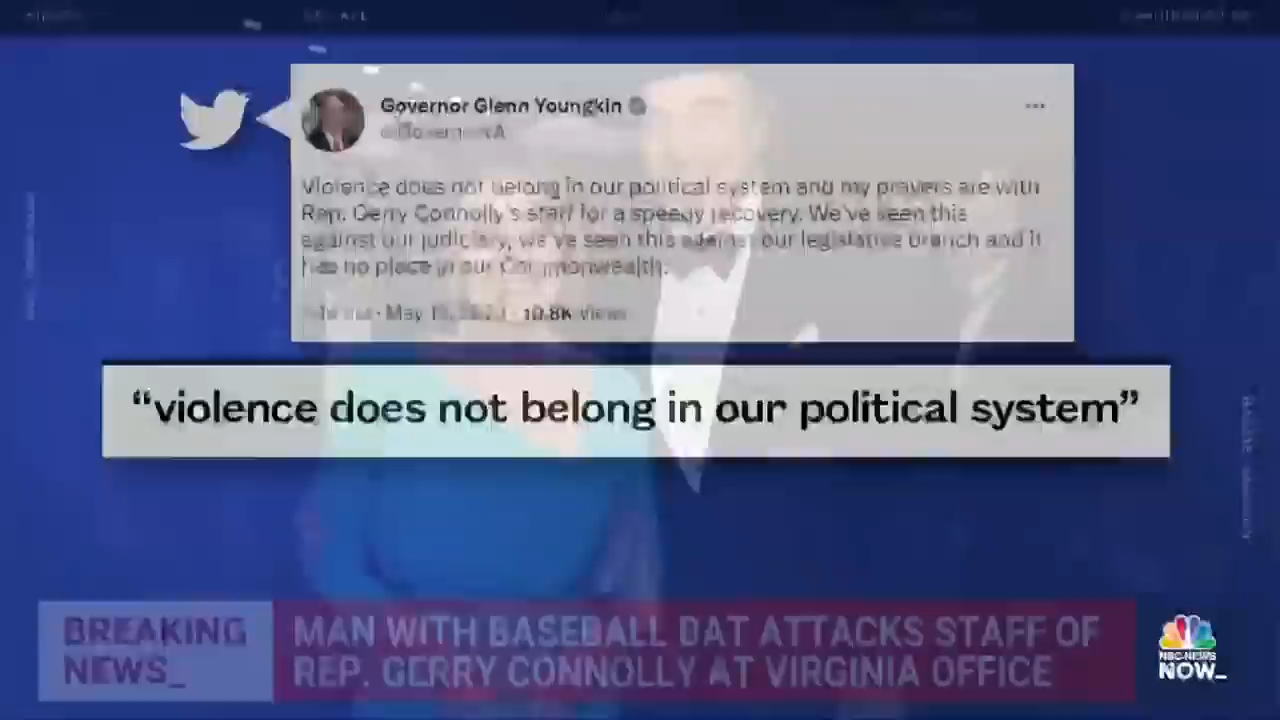 Governor Glenn Youngkin
Violence does not belong in our political system and my prayers are with
Rep. Gerry Connolly's staff for a speedy recovery. We've seen this
against our judiciary, we've seen this against our legislative branch and it
has no place in our Commonwealth.
10.8K Views
“violence does not belong in our political system”
BREAKING
NEWS_
MAN WITH BASEBALL BAT ATTACKS STAFF OF
REP. GERRY CONNOLLY AT VIRGINIA OFFICE
NBC NEWS
NOW_